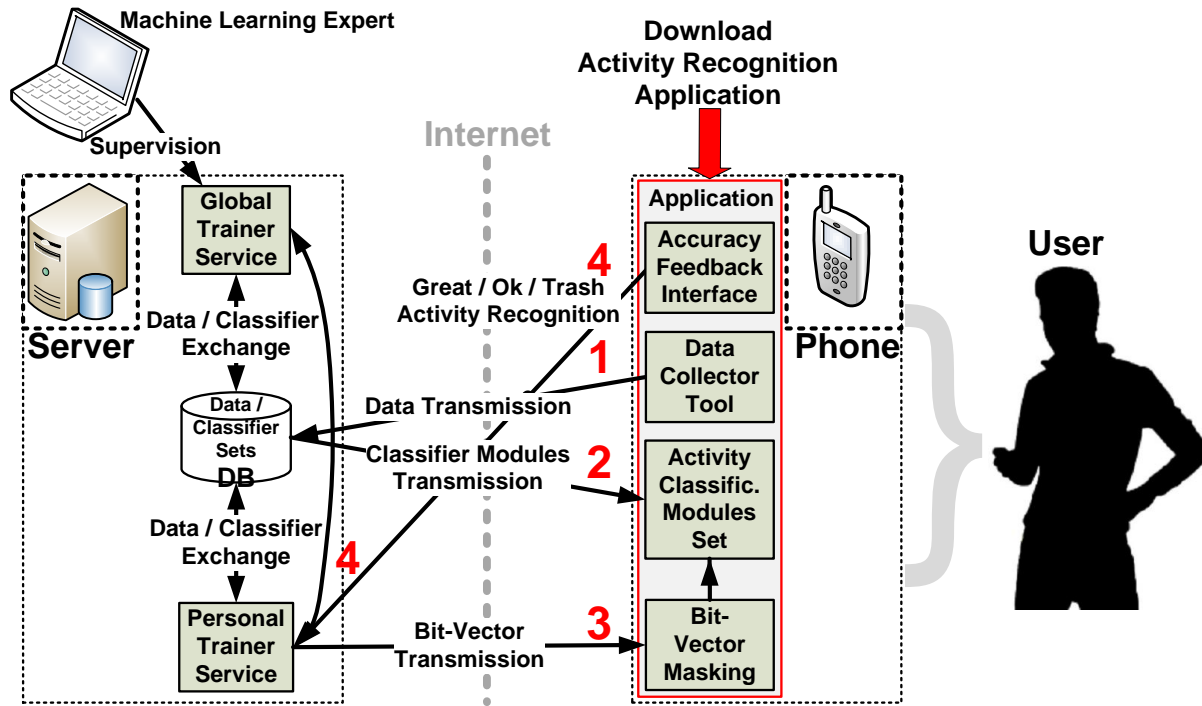 Machine Learning Expert
Download
Activity Recognition
Application
Supervision
Internet
Server
Global
Trainer
Service
Data / Classifier
Exchange
Data /
Classifier
Sets
DB
Data / Classifier
Exchange
Personal
Trainer
Service
4
Great / Ok / Trash
Activity Recognition
1
Data Transmission
Classifier Modules
Transmission
2
4
Bit-Vector
Transmission
3
Application
Accuracy
Feedback
Interface
Data
Collector
Tool
Activity
Classific.
Modules
Set
Bit-
Vector
Masking
Phone
User